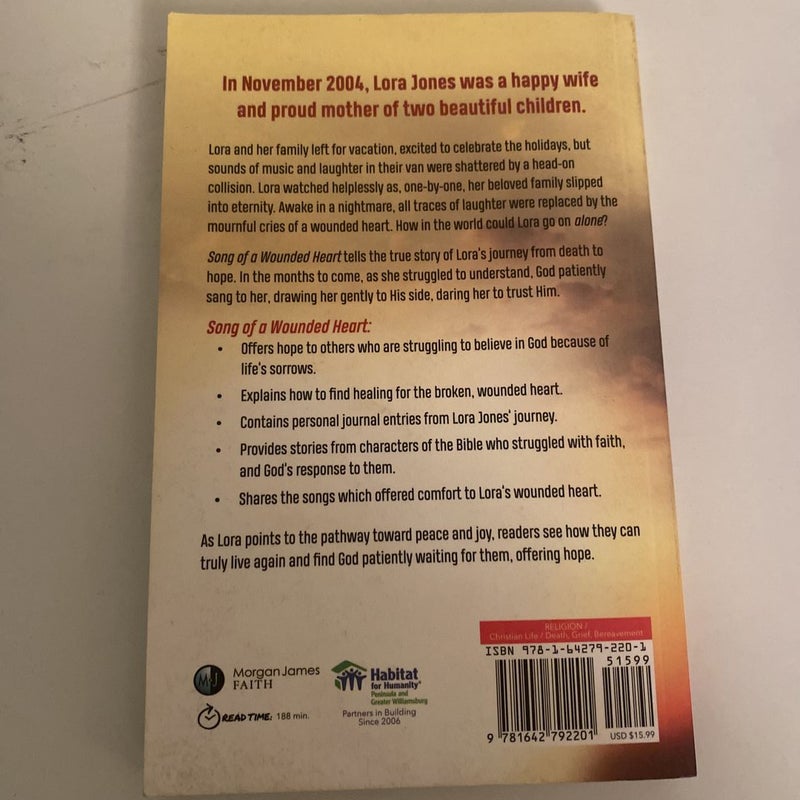 In November 2004, Lora Jones was a happy wife
and proud mother of two beautiful children.
Lora and her family left for vacation, excited to celebrate the holidays, but
sounds of music and laughter in their van were shattered by a head-on
collision. Lora watched helplessly as, one-by-one, her beloved family slipped
into eternity. Awake in a nightmare, all traces of laughter were replaced by the
mournful cries of a wounded heart. How in the world could Lora go on alone?
Song of a Wounded Heart tells the true story of Lora's journey from death to
hope. In the months to come, as she struggled to understand, God patiently
sang to her, drawing her gently to His side, daring her to trust Him.
Song of a Wounded Heart:
• Offers hope to others who are struggling to believe in God because of
life's sorrows.
• Explains how to find healing for the broken, wounded heart.
• Contains personal journal entries from Lora Jones' journey.
• Provides stories from characters of the Bible who struggled with faith,
and God's response to them.
• Shares the songs which offered comfort to Lora's wounded heart.
As Lora points to the pathway toward peace and joy, readers see how they can
truly live again and find God patiently waiting for them, offering hope.
RELIGION /
Christian Life / Death, Grief, Bereavement
ISBN 978-1-64279-220-1
51599
9 781642 792201
USD $15.99
MJ
Morgan James
FAITH
READ TIME: 188 min.
Habitat
for Humanity®
Peninsula and
Greater Williamsburg
Partners in Building
Since 2006